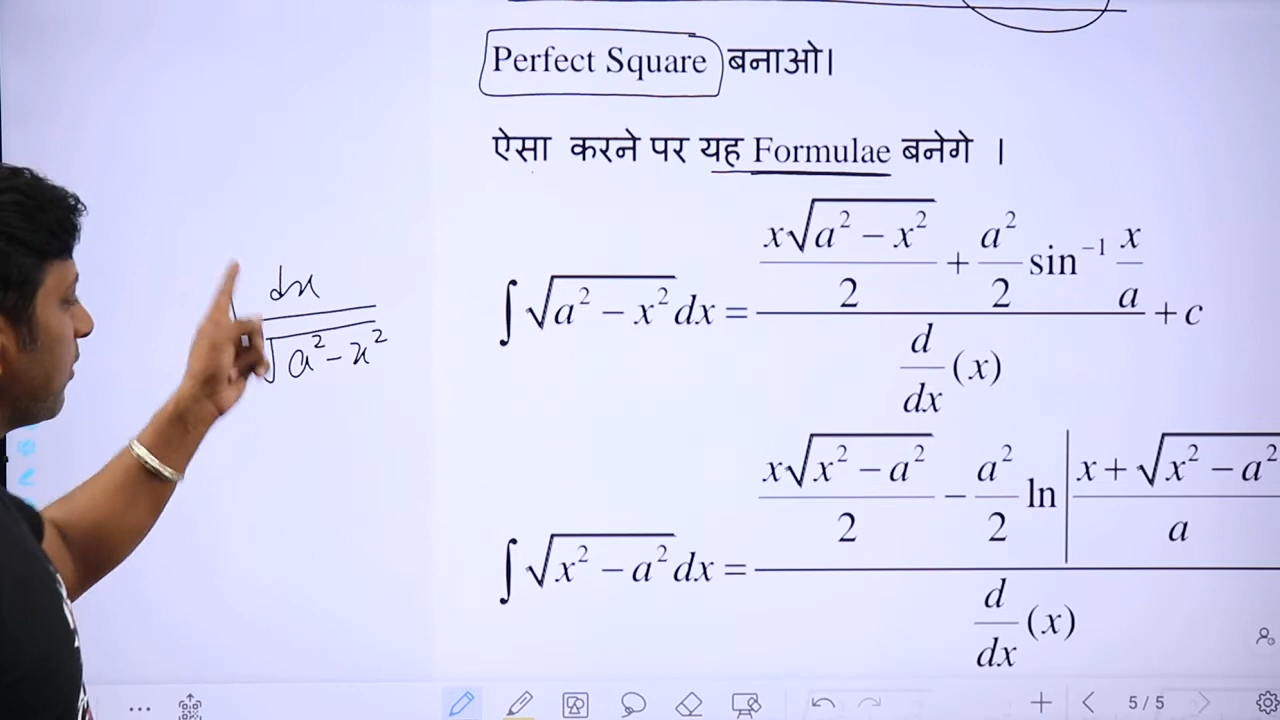 Perfect Square बनाओ।
ऐसा करने पर यह Formulae बनेगे ।
dx
√a² − x²
∫√a² − x² dx = (x√a² − x² / 2 + a²/2 sin⁻¹ x/a) / (d/dx (x)) + c
∫√x² − a² dx = (x√x² − a² / 2 − a²/2 ln | x + √x² − a² / a) / (d/dx (x))
5 / 5